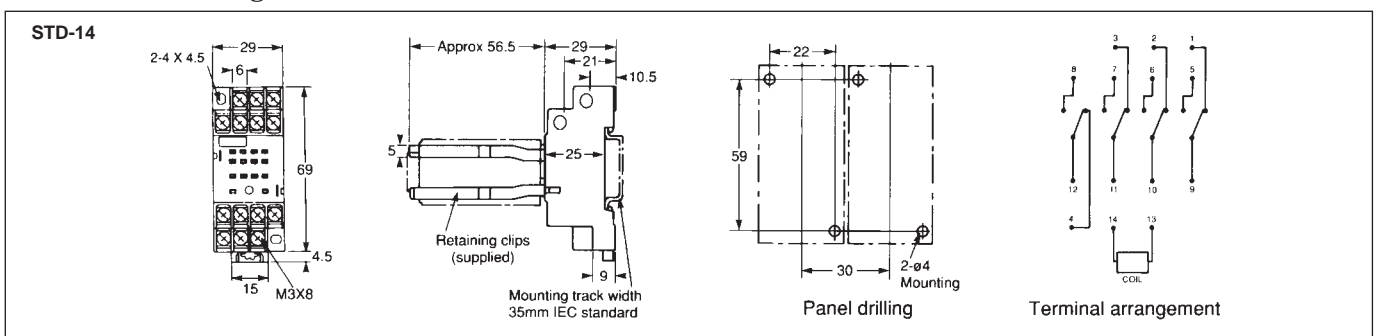 STD-14
29
2-4 X 4.5
6
69
4.5
15
M3X8
Approx 56.5
29
21
10.5
5
25
Retaining clips
(supplied)
9
Mounting track width
35mm IEC standard
22
59
30
2-ø4
Mounting
Panel drilling
3 2 1
8 7 6 5
12 11 10 9
4 14 13
COIL
Terminal arrangement